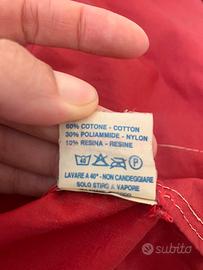 60% COTONE - COTTON
30% POLIAMMIDE - NYLON
10% RESINA - RESINE
LAVARE A 40° - NON CANDEGGIARE
SOLO STIRO A VAPORE
subito